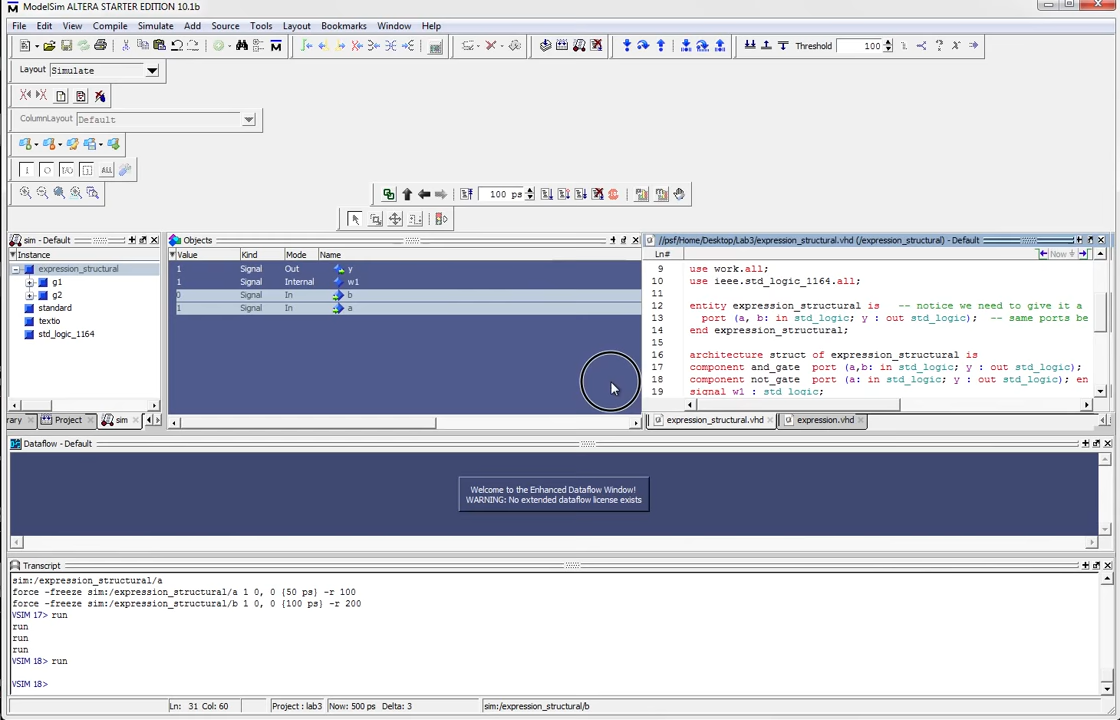 ModelSim ALTERA STARTER EDITION 10.1b
File Edit View Compile Simulate Add Source Tools Layout Bookmarks Window Help
Threshold 100
Layout Simulate
ColumnLayout Default
I O I/O ALL
100 ps
sim - Default
Objects
//psf/Home/Desktop/Lab3/expression_structural.vhd (/expression_structural) - Default
Instance
Value Kind Mode Name
Ln#
Now
expression_structural
g1
g2
standard
textio
std_logic_1164
1 Signal Out y
1 Signal Internal w1
0 Signal In b
1 Signal In a
9 use work.all;
10 use ieee.std_logic_1164.all;
11
12 entity expression_structural is -- notice we need to give it a
13 port (a, b: in std_logic; y : out std_logic); -- same ports be
14 end expression_structural;
15
16 architecture struct of expression_structural is
17 component and_gate port (a,b: in std_logic; y : out std_logic);
18 component not_gate port (a: in std_logic; y : out std_logic); en
19 signal w1 : std_logic;
rary Project sim
expression_structural.vhd expression.vhd
Dataflow - Default
Welcome to the Enhanced Dataflow Window!
WARNING: No extended dataflow license exists
Transcript
sim:/expression_structural/a
force -freeze sim:/expression_structural/a 1 0, 0 {50 ps} -r 100
force -freeze sim:/expression_structural/b 1 0, 0 {100 ps} -r 200
VSIM 17> run
run
run
run
VSIM 18> run
VSIM 18>
Ln: 31 Col: 60 Project : lab3 Now: 500 ps Delta: 3 sim:/expression_structural/b